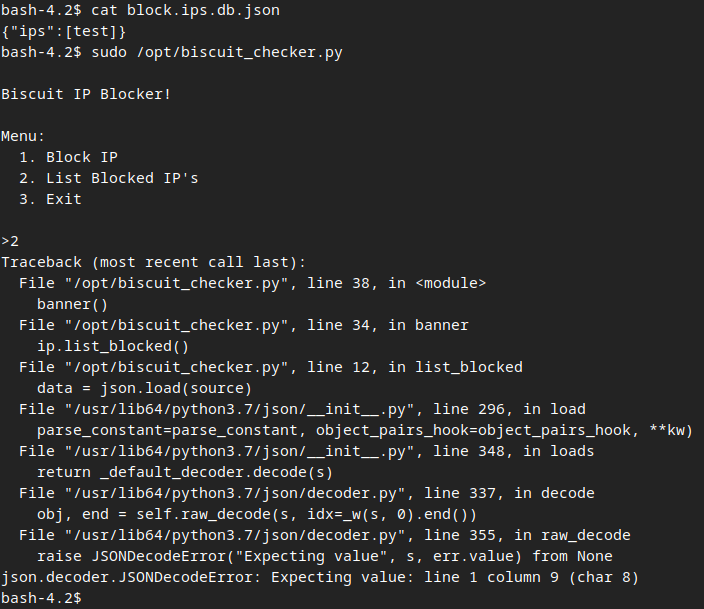 bash-4.2$ cat block.ips.db.json
{"ips":[test]}
bash-4.2$ sudo /opt/biscuit_checker.py
Biscuit IP Blocker!
Menu:
  1. Block IP
  2. List Blocked IP's
  3. Exit
>2
Traceback (most recent call last):
  File "/opt/biscuit_checker.py", line 38, in <module>
    banner()
  File "/opt/biscuit_checker.py", line 34, in banner
    ip.list_blocked()
  File "/opt/biscuit_checker.py", line 12, in list_blocked
    data = json.load(source)
  File "/usr/lib64/python3.7/json/__init__.py", line 296, in load
    parse_constant=parse_constant, object_pairs_hook=object_pairs_hook, **kw)
  File "/usr/lib64/python3.7/json/__init__.py", line 348, in loads
    return _default_decoder.decode(s)
  File "/usr/lib64/python3.7/json/decoder.py", line 337, in decode
    obj, end = self.raw_decode(s, idx=_w(s, 0).end())
  File "/usr/lib64/python3.7/json/decoder.py", line 355, in raw_decode
    raise JSONDecodeError("Expecting value", s, err.value) from None
json.decoder.JSONDecodeError: Expecting value: line 1 column 9 (char 8)
bash-4.2$